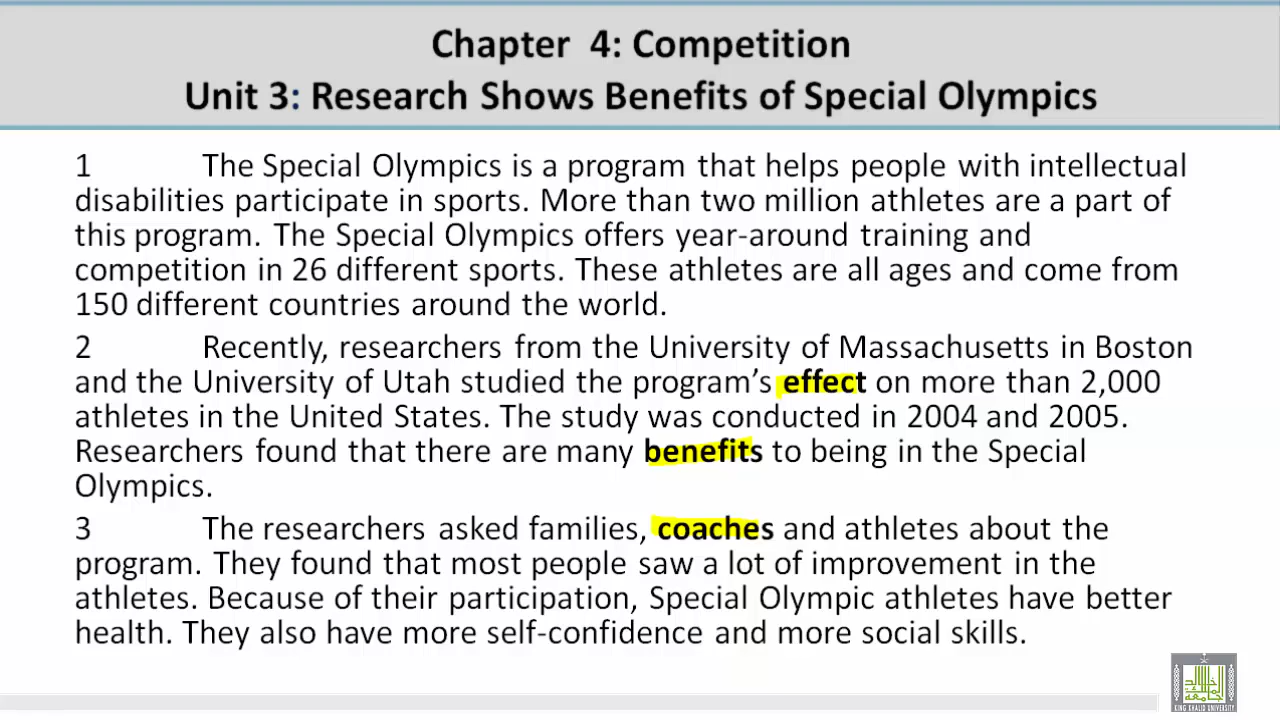 Chapter 4: Competition
Unit 3: Research Shows Benefits of Special Olympics
1 The Special Olympics is a program that helps people with intellectual
disabilities participate in sports. More than two million athletes are a part of
this program. The Special Olympics offers year-around training and
competition in 26 different sports. These athletes are all ages and come from
150 different countries around the world.
2 Recently, researchers from the University of Massachusetts in Boston
and the University of Utah studied the program’s effect on more than 2,000
athletes in the United States. The study was conducted in 2004 and 2005.
Researchers found that there are many benefits to being in the Special
Olympics.
3 The researchers asked families, coaches and athletes about the
program. They found that most people saw a lot of improvement in the
athletes. Because of their participation, Special Olympic athletes have better
health. They also have more self-confidence and more social skills.
KING KHALID UNIVERSITY